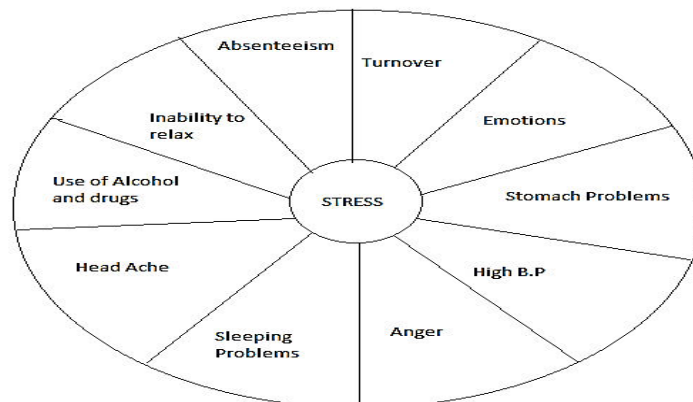 Absenteeism
Turnover
Emotions
Stomach Problems
High B.P
Anger
Sleeping
Problems
Head Ache
Use of Alcohol
and drugs
Inability to
relax
STRESS